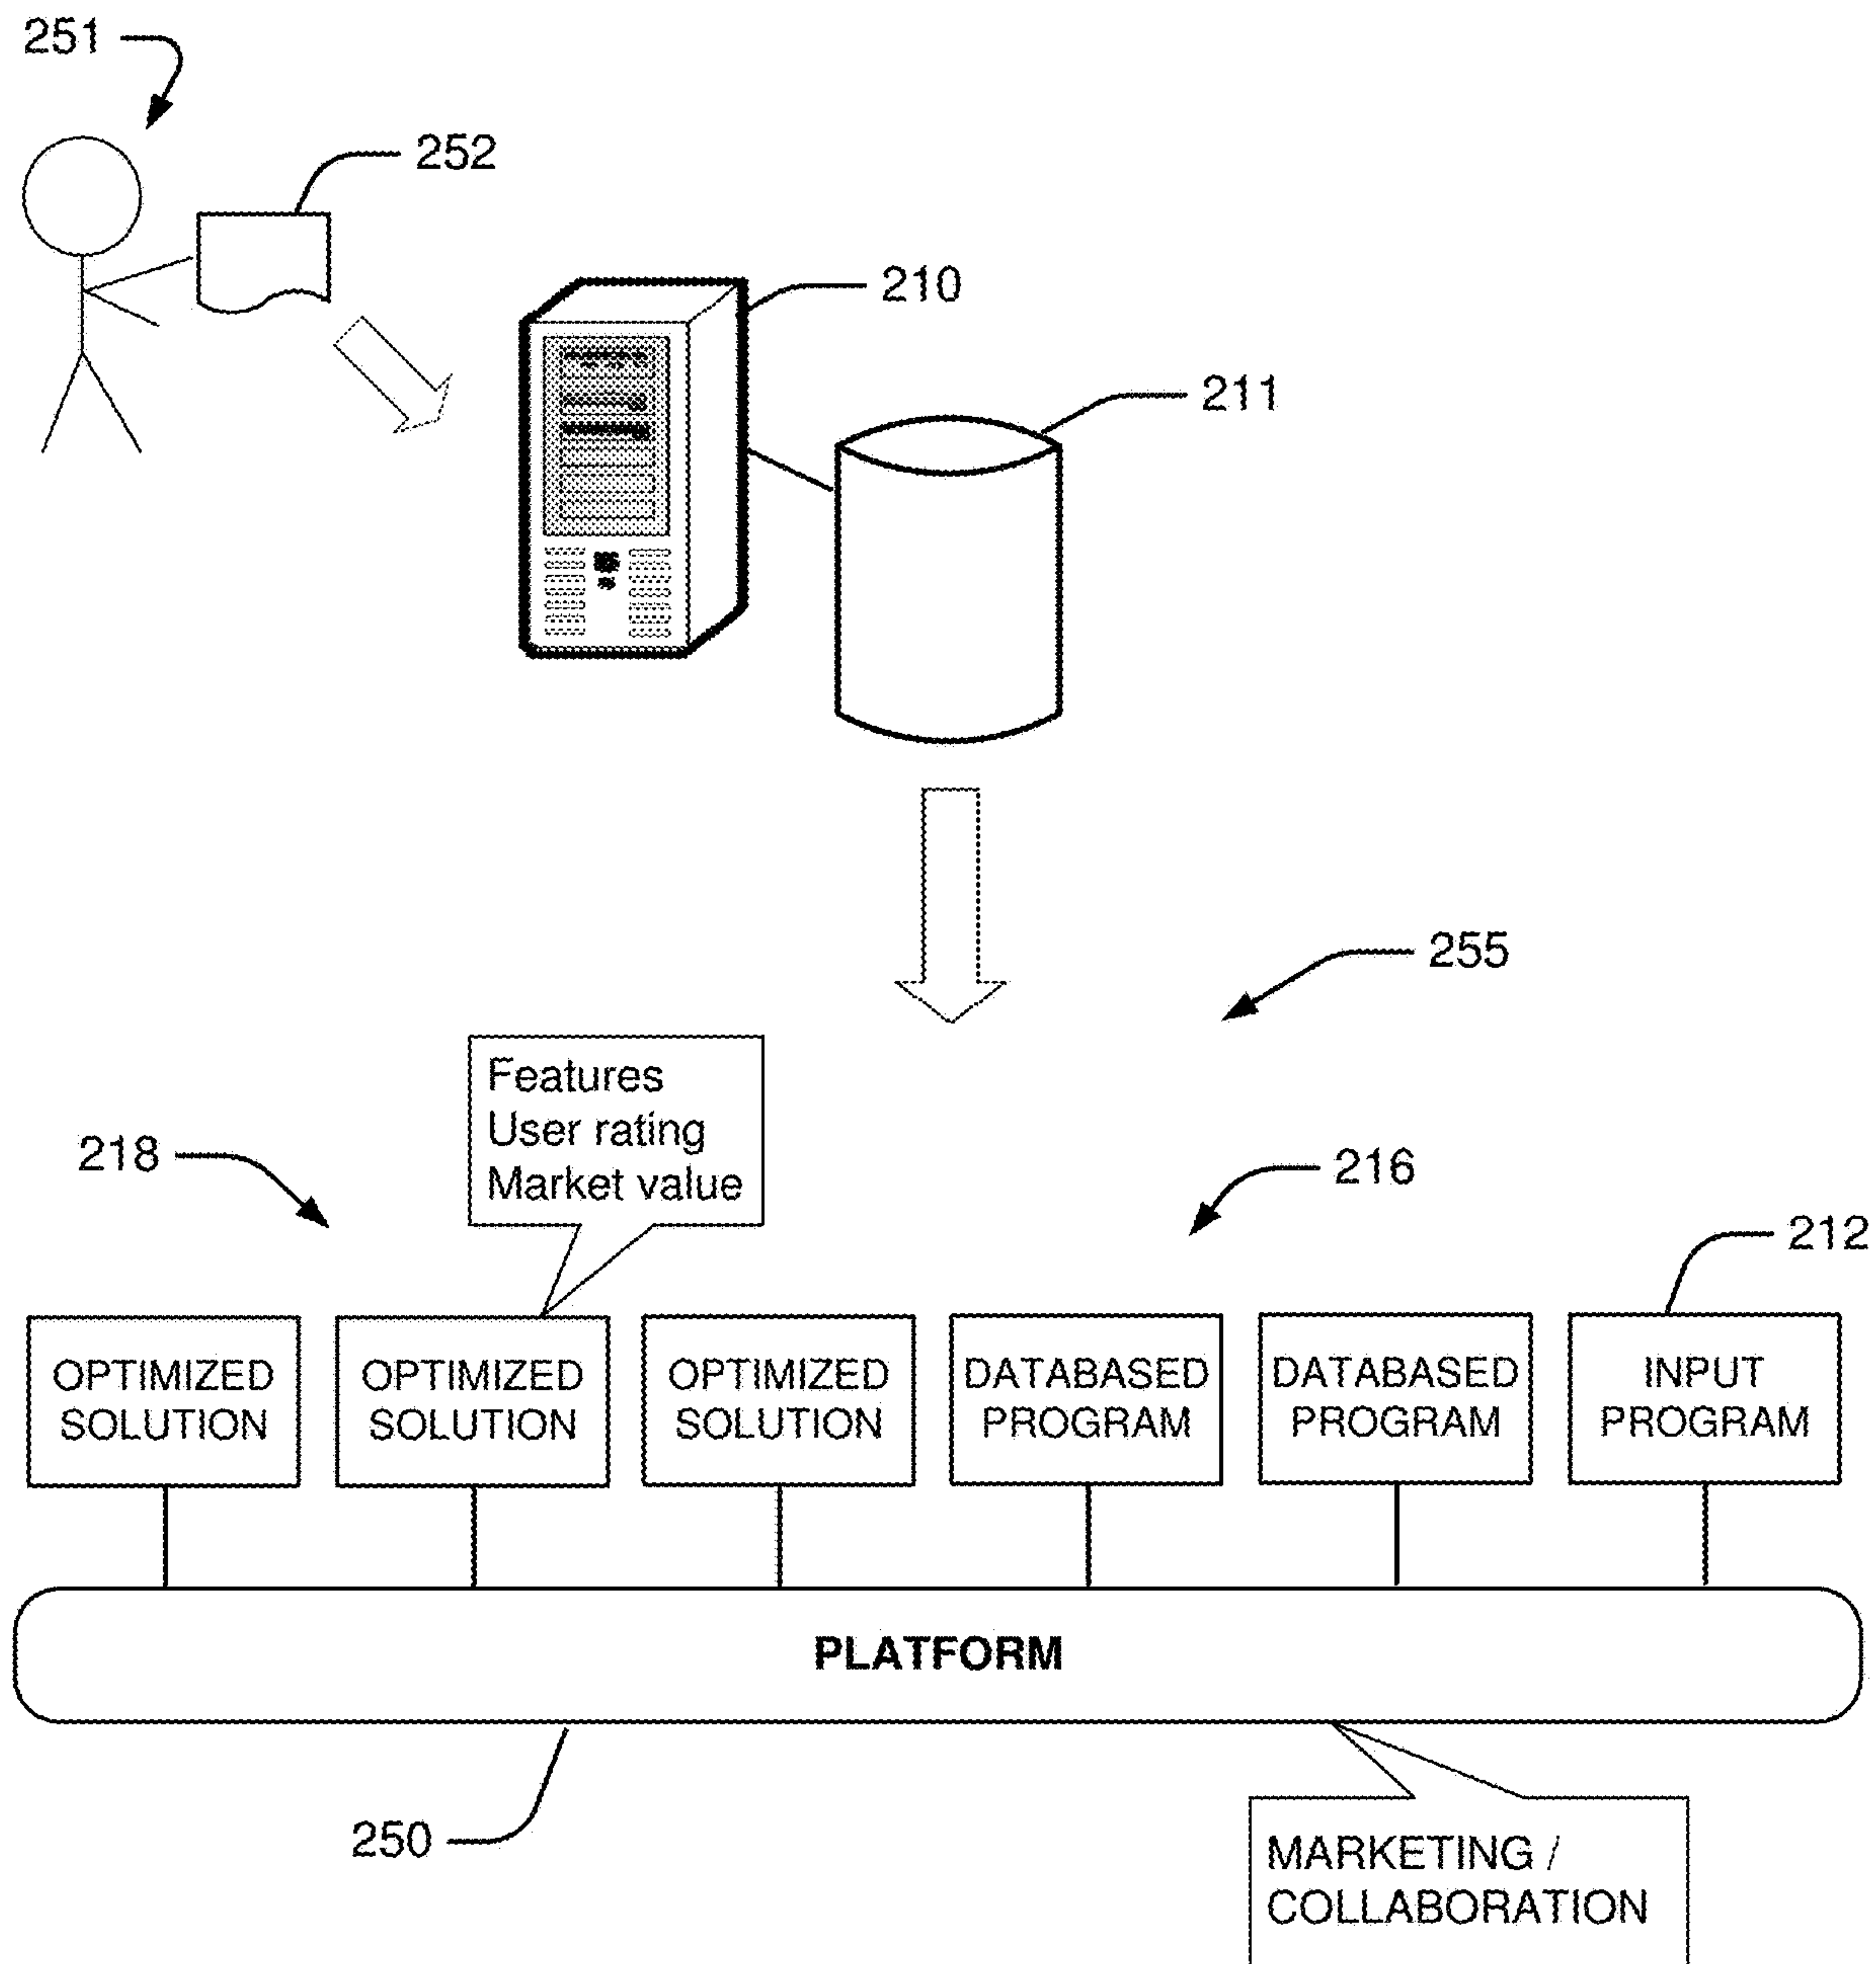 251
252
210
211
255
Features
User rating
Market value
218
216
212
OPTIMIZED
SOLUTION
OPTIMIZED
SOLUTION
OPTIMIZED
SOLUTION
DATABASED
PROGRAM
DATABASED
PROGRAM
INPUT
PROGRAM
PLATFORM
250
MARKETING /
COLLABORATION